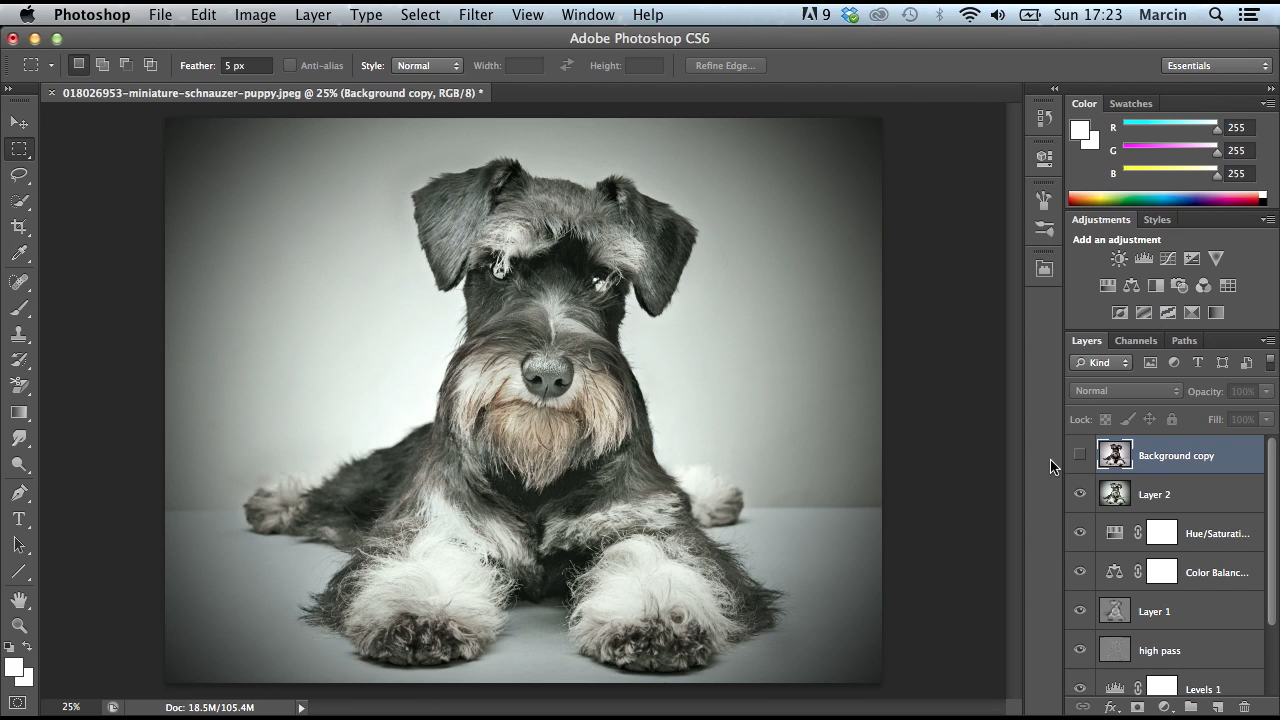 Photoshop File Edit Image Layer Type Select Filter View Window Help 9 Sun 17:23 Marcin
Adobe Photoshop CS6
Feather: 5 px Anti-alias Style: Normal Width: Height: Refine Edge... Essentials
× 018026953-miniature-schnauzer-puppy.jpeg @ 25% (Background copy, RGB/8) *
Color Swatches
R 255
G 255
B 255
Adjustments Styles
Add an adjustment
Layers Channels Paths
Kind T
Normal Opacity: 100%
Lock: Fill: 100%
Background copy
Layer 2
Hue/Saturati...
Color Balanc...
Layer 1
high pass
Levels 1
25% Doc: 18.5M/105.4M fx